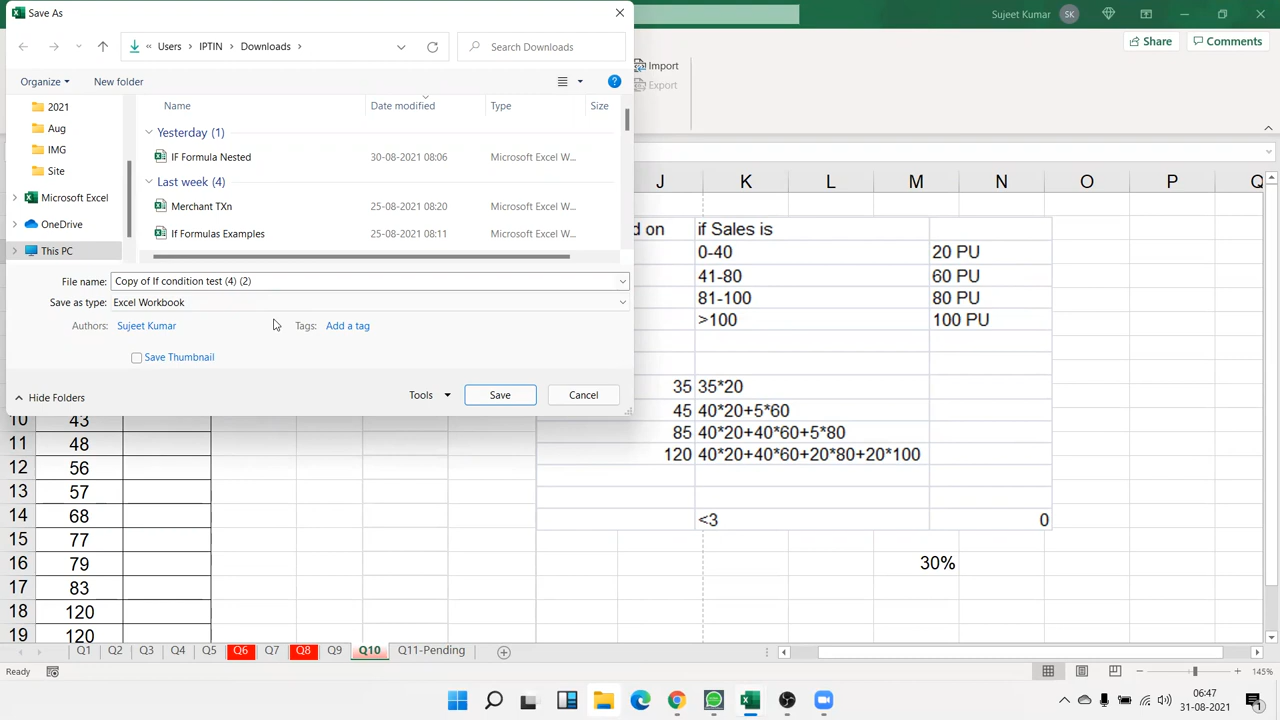 Save As
Sujeet Kumar SK
« Users > IPTIN > Downloads >
Search Downloads
Share
Comments
Organize
New folder
Import
Export
2021
Aug
IMG
Site
Microsoft Excel
OneDrive
This PC
Name Date modified Type Size
Yesterday (1)
IF Formula Nested 30-08-2021 08:06 Microsoft Excel W...
Last week (4)
Merchant TXn 25-08-2021 08:20 Microsoft Excel W...
If Formulas Examples 25-08-2021 08:11 Microsoft Excel W...
File name: Copy of If condition test (4) (2)
Save as type: Excel Workbook
Authors: Sujeet Kumar Tags: Add a tag
Save Thumbnail
Hide Folders
Tools
Save
Cancel
J K L M N O P Q
d on if Sales is
0-40 20 PU
41-80 60 PU
81-100 80 PU
>100 100 PU
35 35*20
45 40*20+5*60
85 40*20+40*60+5*80
120 40*20+40*60+20*80+20*100
<3 0
30%
10 43
11 48
12 56
13 57
14 68
15 77
16 79
17 83
18 120
19 120
Q1 Q2 Q3 Q4 Q5 Q6 Q7 Q8 Q9 Q10 Q11-Pending
Ready
145%
06:47
31-08-2021
1